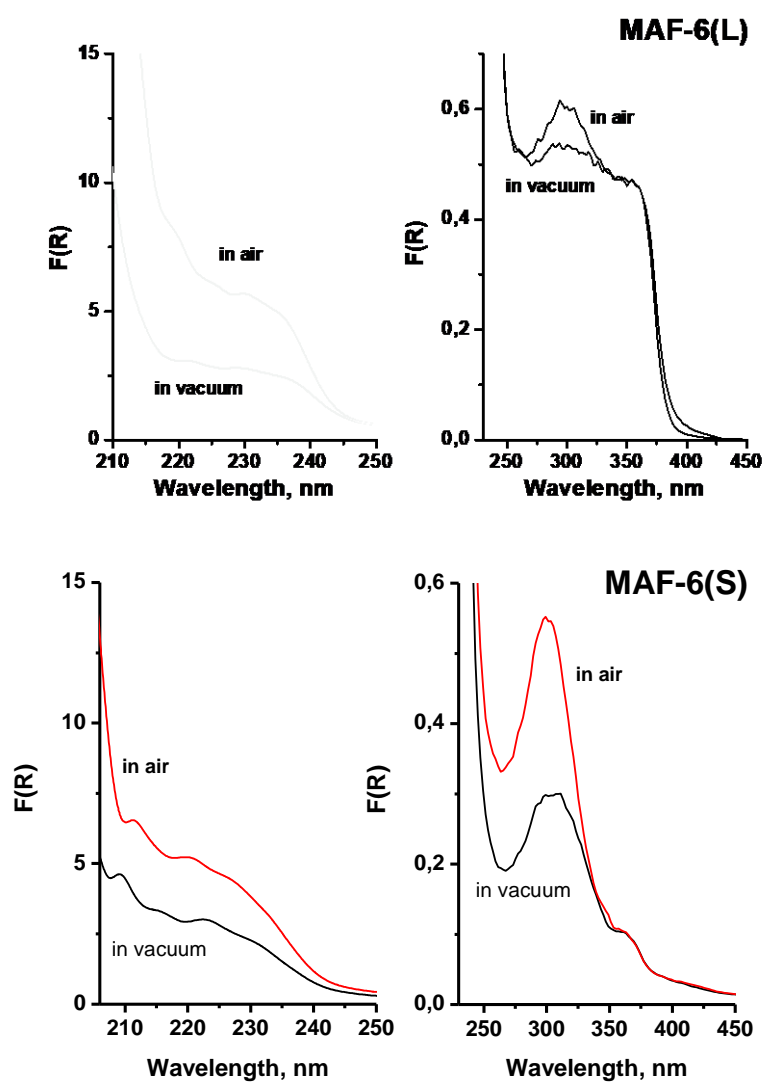 MAF-6(L)
15
10
5
0
F(R)
in air
in vacuum
210 220 230 240 250
Wavelength, nm
0,6
0,4
0,2
0,0
F(R)
in air
in vacuum
250 300 350 400 450
Wavelength, nm
MAF-6(S)
15
10
5
0
F(R)
in air
in vacuum
210 220 230 240 250
Wavelength, nm
0,6
0,4
0,2
0,0
F(R)
in air
in vacuum
250 300 350 400 450
Wavelength, nm